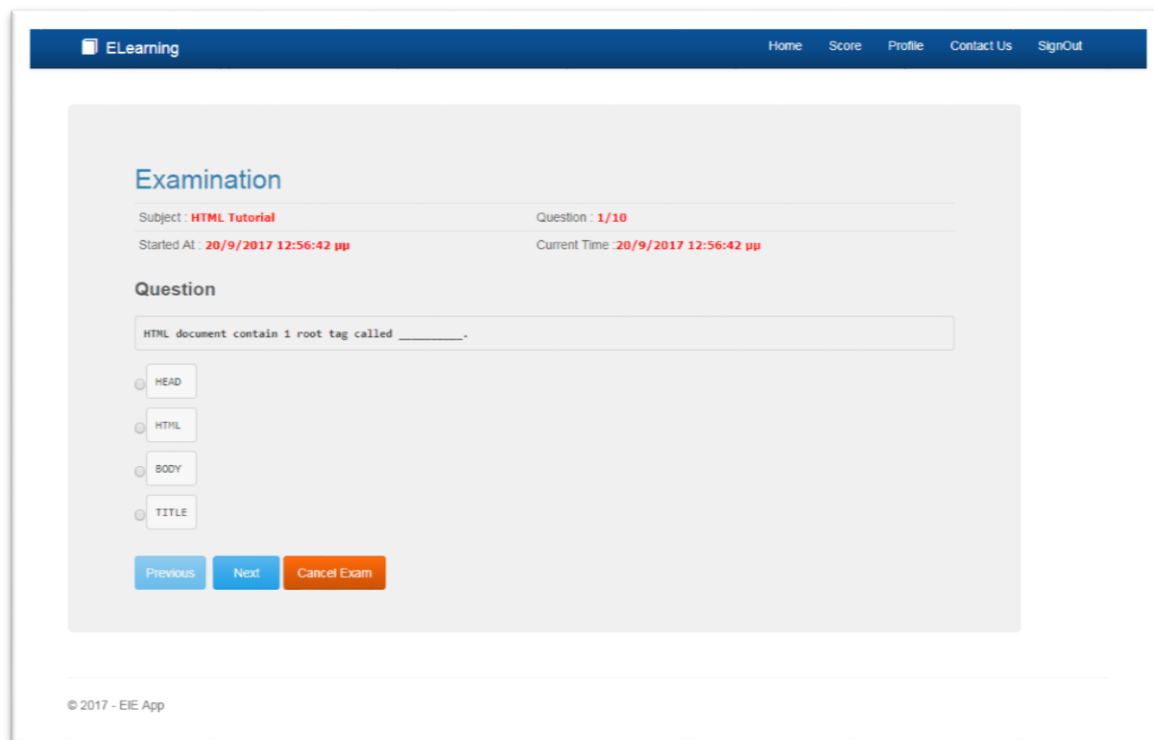 ELearning Home Score Profile Contact Us SignOut
Examination
Subject : HTML Tutorial Question : 1/10
Started At : 20/9/2017 12:56:42 μμ Current Time :20/9/2017 12:56:42 μμ
Question
HTML document contain 1 root tag called __________.
HEAD
HTML
BODY
TITLE
Previous Next Cancel Exam
© 2017 - EIE App